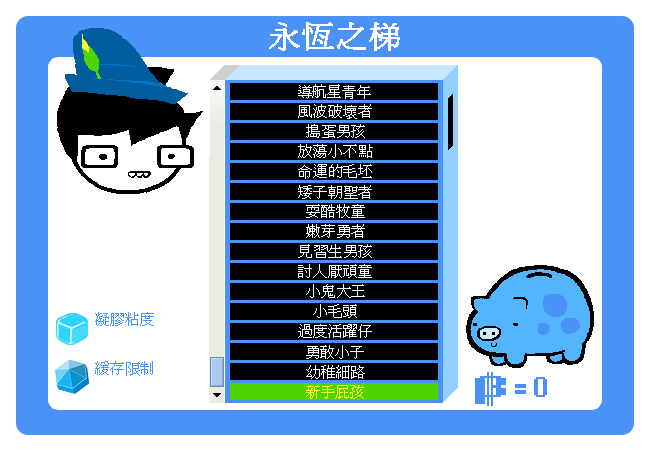 永恆之梯
導航星青年
風波破壞者
搗蛋男孩
放蕩小不點
命運的毛坯
矮子朝聖者
耍酷牧童
嫩芽勇者
見習生男孩
討人厭頑童
小鬼大王
小毛頭
過度活躍仔
勇敢小子
幼稚細路
新手屁孩
凝膠粘度
緩存限制
= 0